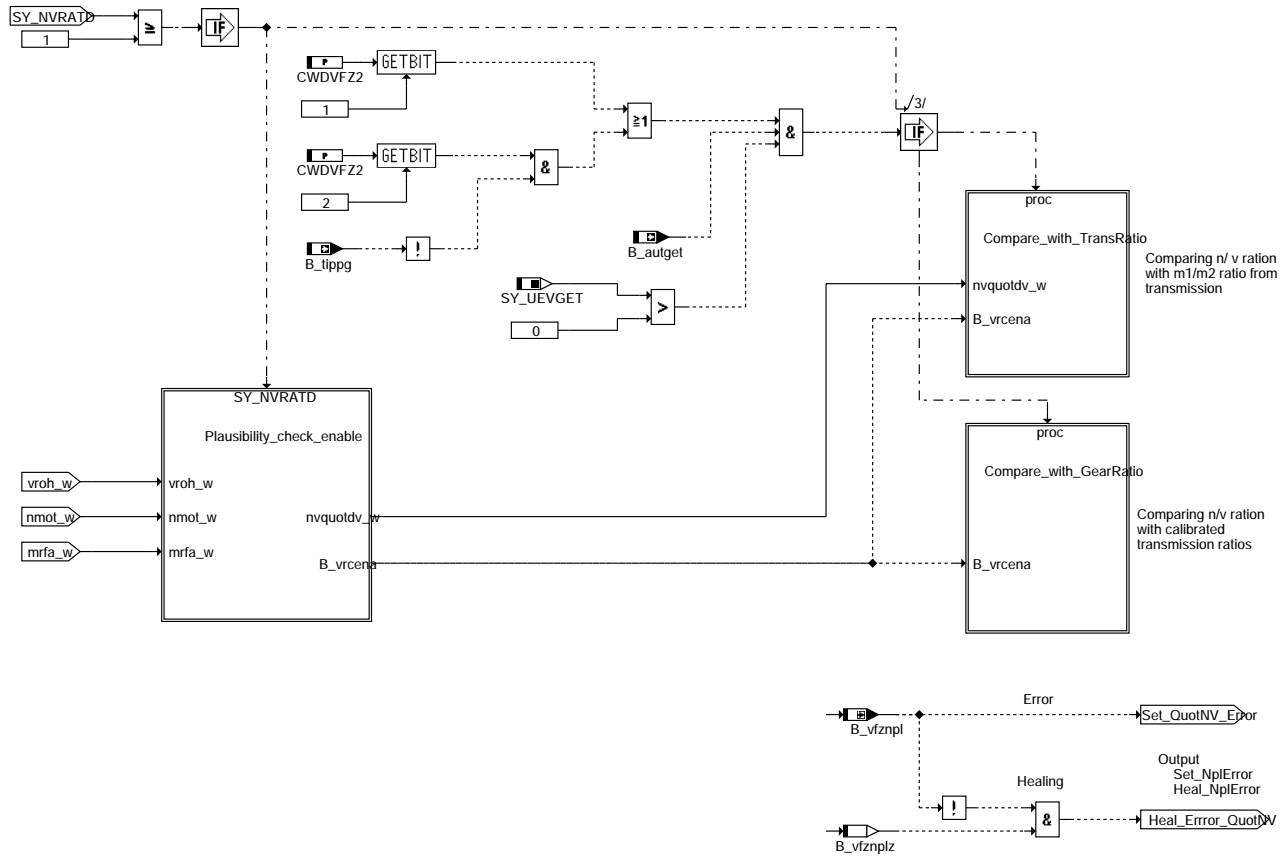 SY_NVRATD
1
≥
IF
P
CWDVFZ2
GETBIT
1
≧1
&
/3/
IF
P
CWDVFZ2
GETBIT
2
&
B_tippg
!
B_autget
SY_UEVGET
0
>
proc
Compare_with_TransRatio
nvquotdv_w
B_vrcena
Comparing n/ v ration
with m1/m2 ratio from
transmission
SY_NVRATD
Plausibility_check_enable
vroh_w
vroh_w
nmot_w
nmot_w
nvquotdv_w
mrfa_w
mrfa_w
B_vrcena
proc
Compare_with_GearRatio
B_vrcena
Comparing n/v ration
with calibrated
transmission ratios
B_vfznpl
Error
Set_QuotNV_Error
Output
Set_NplError
Heal_NplError
Healing
!
&
Heal_Errror_QuotNV
B_vfznplz